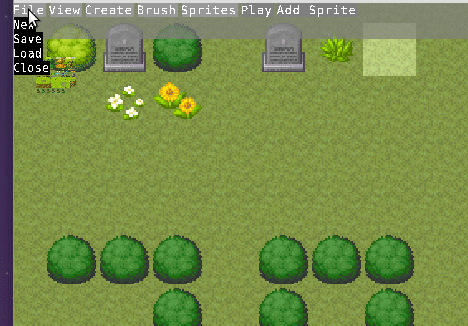 File View Create Brush Sprites Play Add Sprite
New
Save
Load
Close